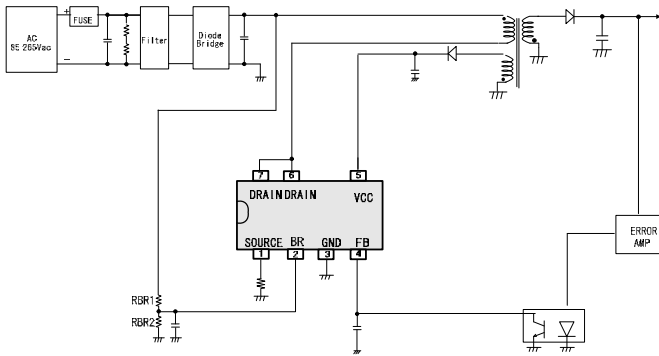 AC
85 265Vac
+
−
FUSE
Filter
Diode
Bridge
7
6
5
DRAIN
DRAIN
VCC
SOURCE
BR
GND
FB
1
2
3
4
RBR1
RBR2
ERROR
AMP